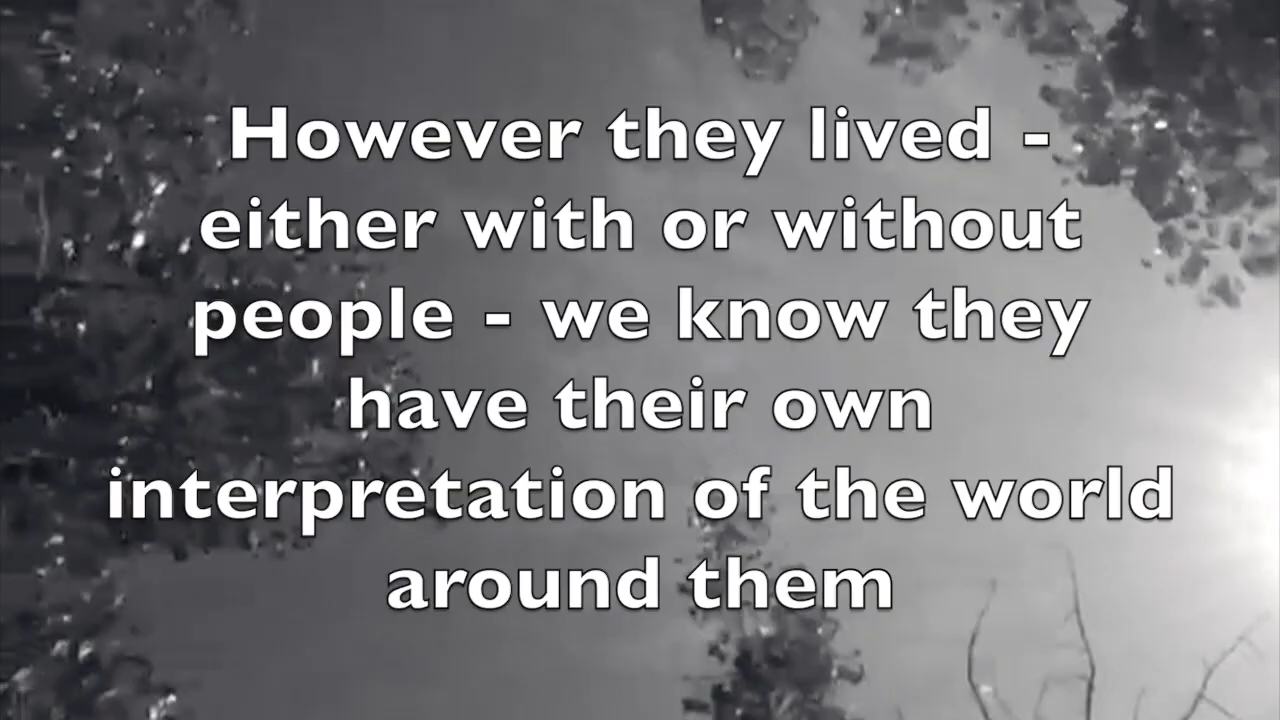 However they lived -
either with or without
people - we know they
have their own
interpretation of the world
around them